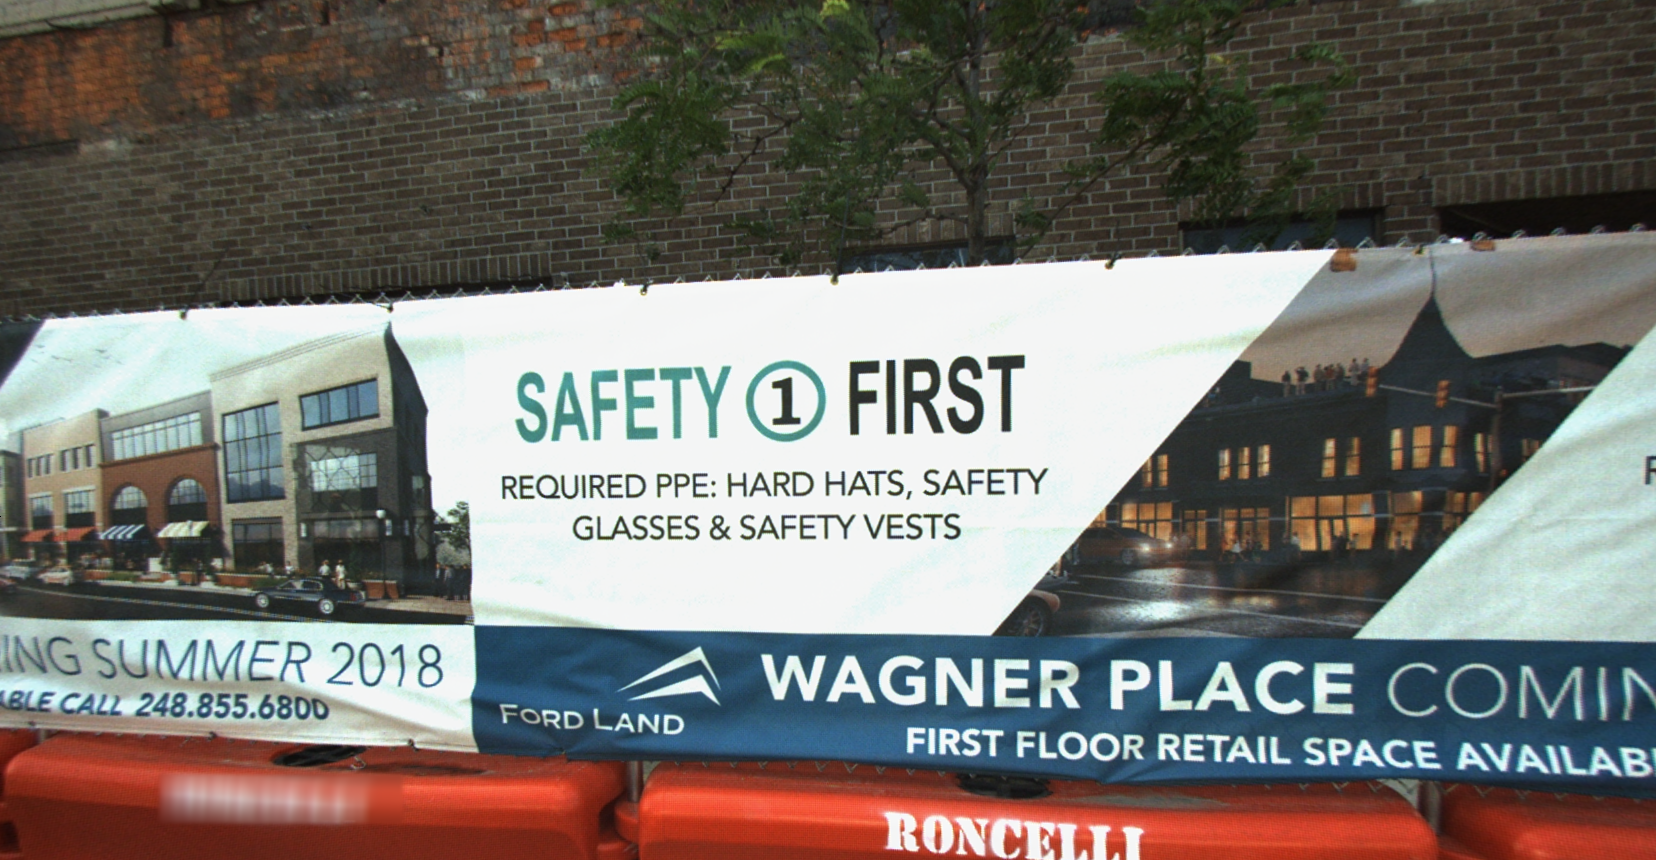 SAFETY 1 FIRST
REQUIRED PPE: HARD HATS, SAFETY
GLASSES & SAFETY VESTS
ING SUMMER 2018
ABLE CALL 248.855.6800
FORD LAND
WAGNER PLACE COMIN
FIRST FLOOR RETAIL SPACE AVAILAB
RONCELLI